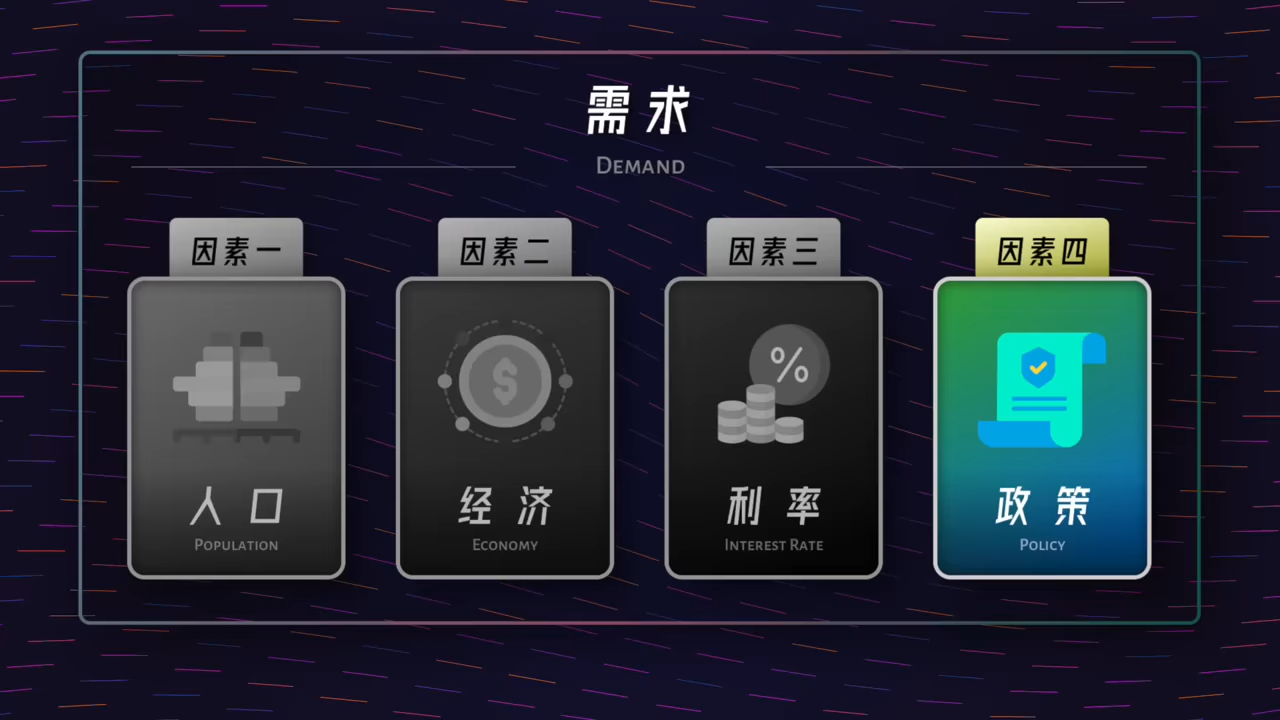 需求
Demand
因素一
因素二
因素三
因素四
$
%
人口
经济
利率
政策
Population
Economy
Interest Rate
Policy